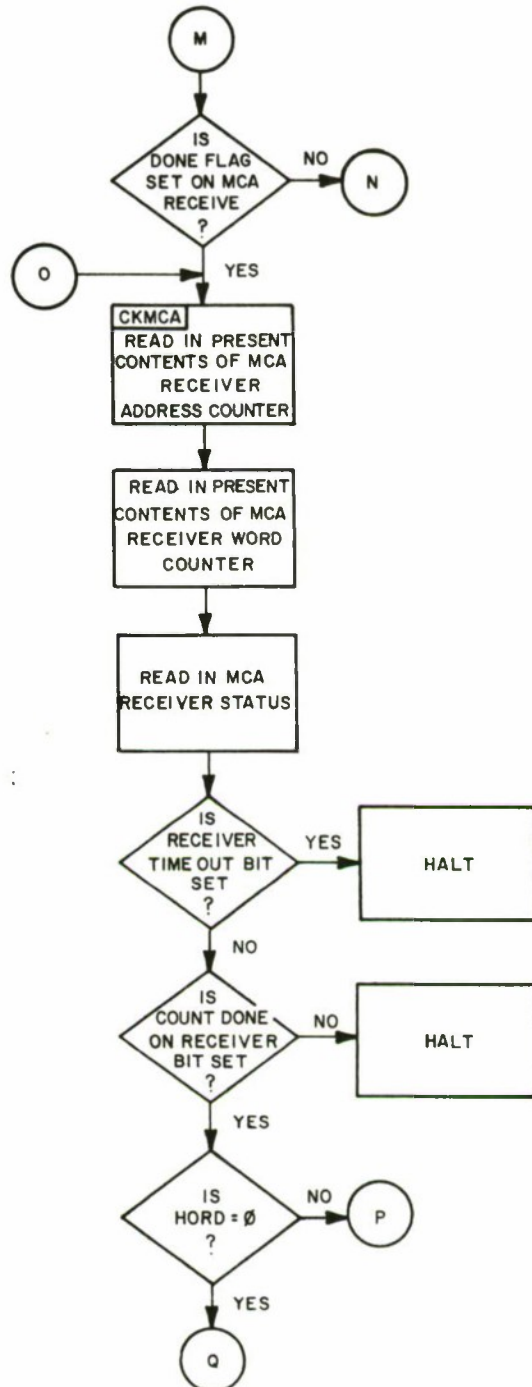 M
IS
DONE FLAG
SET ON MCA
RECEIVE
?
NO
N
O
YES
CKMCA
READ IN PRESENT
CONTENTS OF MCA
RECEIVER
ADDRESS COUNTER
READ IN PRESENT
CONTENTS OF MCA
RECEIVER WORD
COUNTER
READ IN MCA
RECEIVER STATUS
IS
RECEIVER
TIME OUT BIT
SET
?
YES
HALT
NO
IS
COUNT DONE
ON RECEIVER
BIT SET
?
NO
HALT
YES
IS
HORD = Ø
?
NO
P
YES
Q